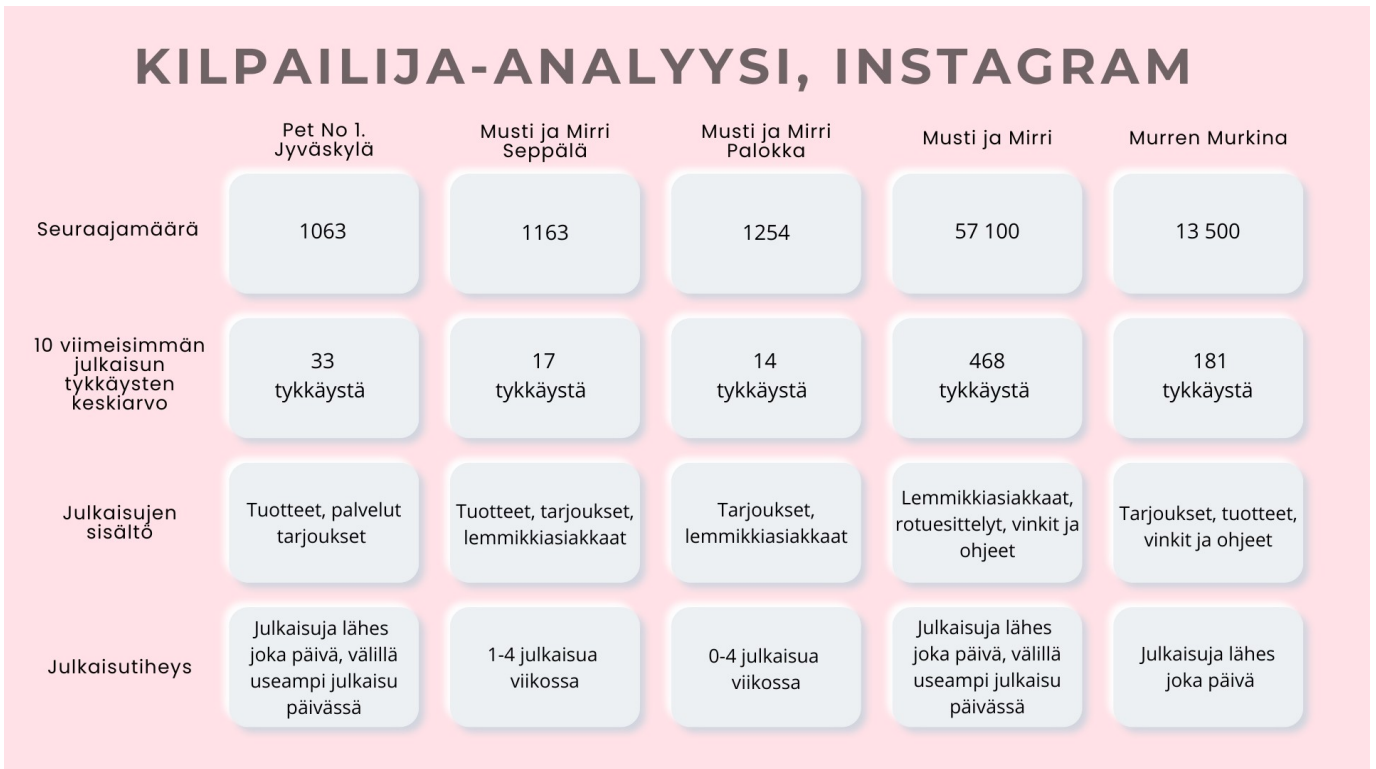 KILPAILIJA-ANALYYSI, INSTAGRAM
Pet No 1.
Jyväskylä
Musti ja Mirri
Seppälä
Musti ja Mirri
Palokka
Musti ja Mirri
Murren Murkina
Seuraajamäärä
1063
1163
1254
57 100
13 500
10 viimeisimmän
julkaisun
tykkäysten
keskiarvo
33
tykkäystä
17
tykkäystä
14
tykkäystä
468
tykkäystä
181
tykkäystä
Julkaisujen
sisältö
Tuotteet, palvelut
tarjoukset
Tuotteet, tarjoukset,
lemmikkiasiakkaat
Tarjoukset,
lemmikkiasiakkaat
Lemmikkiasiakkaat,
rotuesittelyt, vinkit ja
ohjeet
Tarjoukset, tuotteet,
vinkit ja ohjeet
Julkaisutiheys
Julkaisuja lähes
joka päivä, välillä
useampi julkaisu
päivässä
1-4 julkaisua
viikossa
0-4 julkaisua
viikossa
Julkaisuja lähes
joka päivä, välillä
useampi julkaisu
päivässä
Julkaisuja lähes
joka päivä